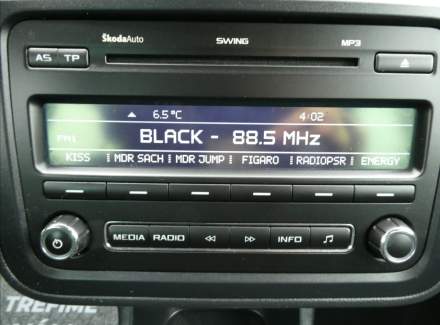 ŠkodaAuto SWING MP3
AS TP
6.5 °C 4:02
FM1 BLACK - 88.5 MHz
KISS MDR SACH MDR JUMP FIGARO RADIOPSR ENERGY
MEDIA RADIO INFO
TREFIME